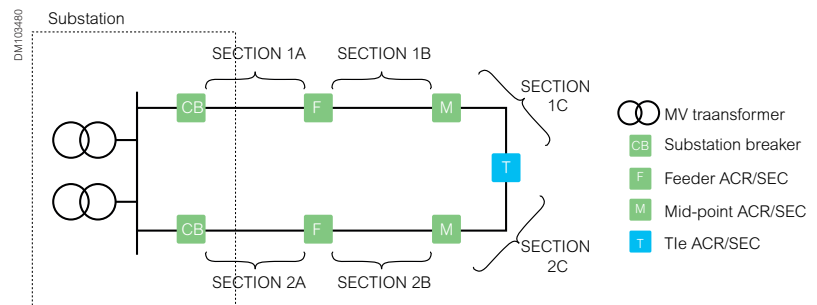 DM103480
Substation
SECTION 1A
SECTION 1B
SECTION
1C
CB
F
M
T
CB
F
M
SECTION 2A
SECTION 2B
SECTION
2C
MV traansformer
CB Substation breaker
F Feeder ACR/SEC
M Mid-point ACR/SEC
T TIe ACR/SEC